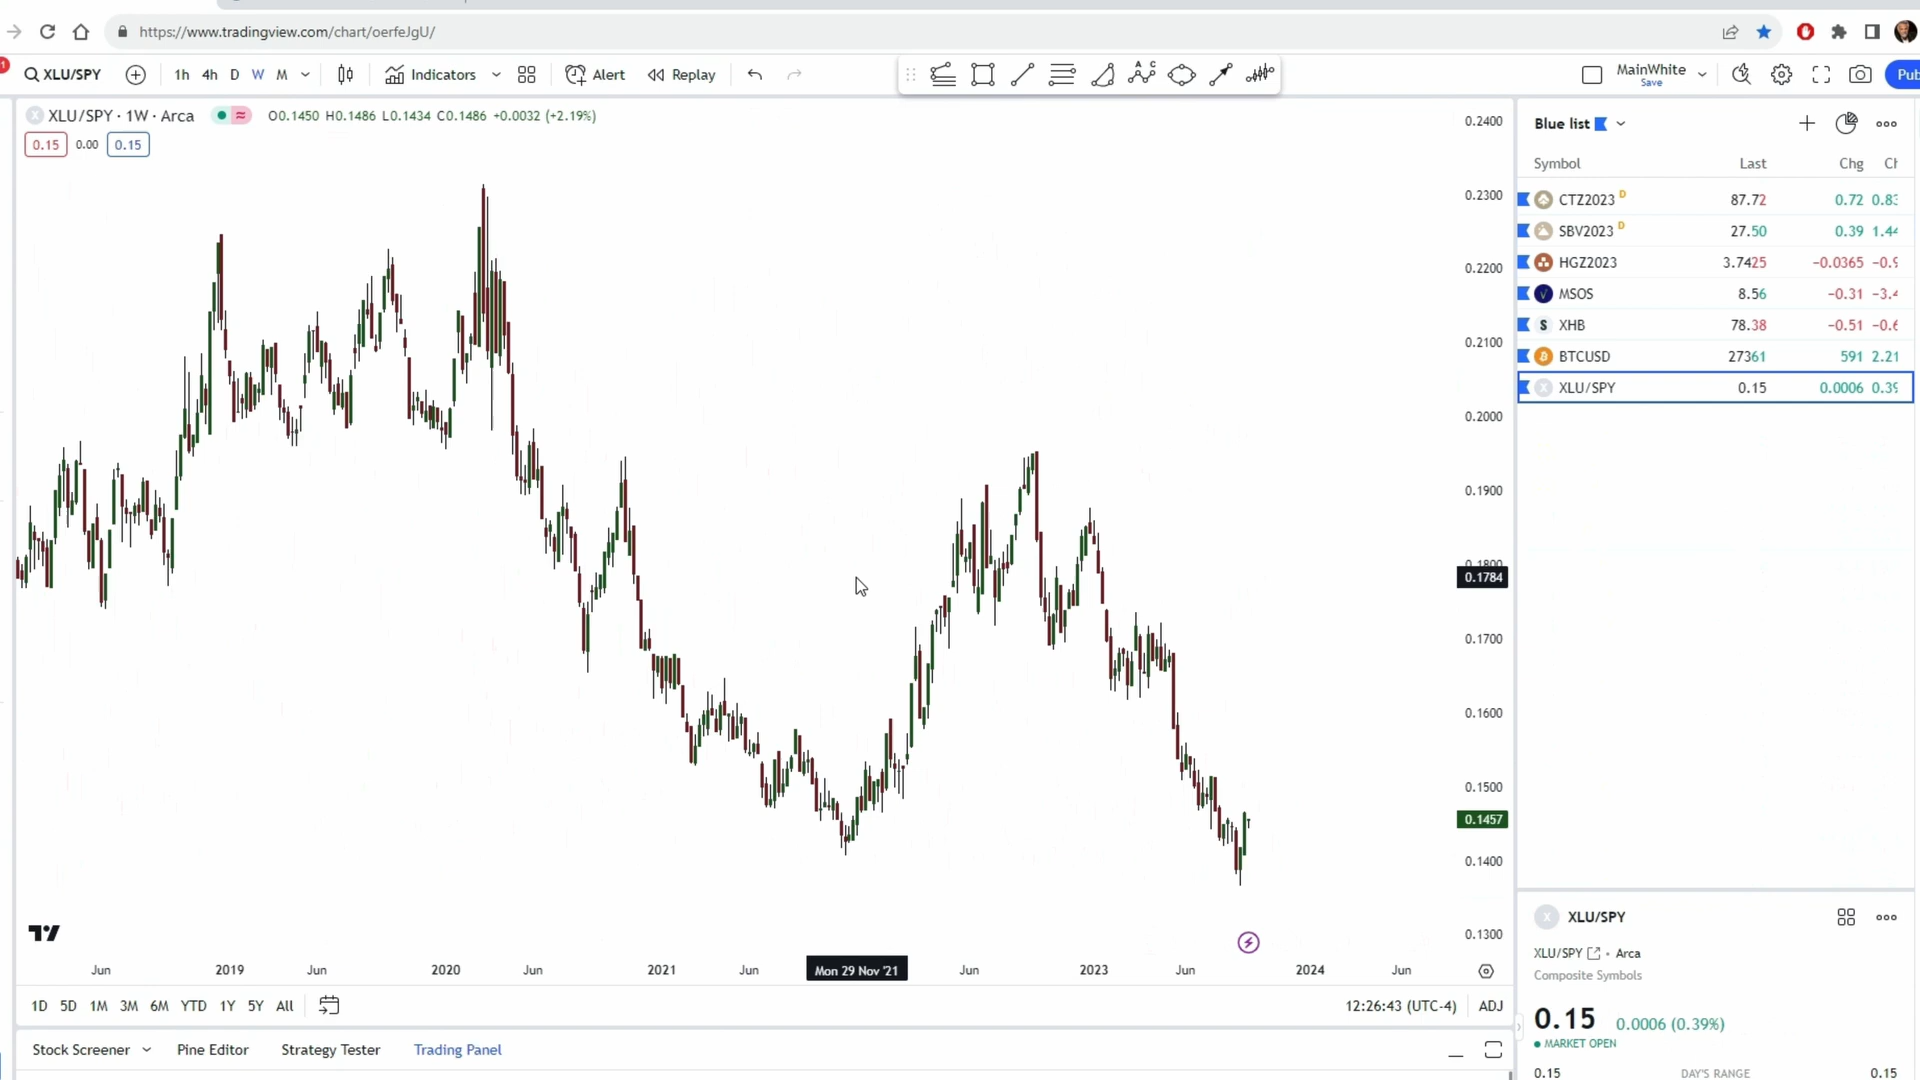 https://www.tradingview.com/chart/oerfeJgU/
1
XLU/SPY
1h 4h D W M
Indicators
Alert
Replay
MainWhite
Save
Pub
XLU/SPY · 1W · Arca
O0.1450 H0.1486 L0.1434 C0.1486 +0.0032 (+2.19%)
0.15 0.00 0.15
0.2400
0.2300
0.2200
0.2100
0.2000
0.1900
0.1800
0.1784
0.1700
0.1600
0.1500
0.1457
0.1400
0.1300
Jun 2019 Jun 2020 Jun 2021 Jun Mon 29 Nov '21 Jun 2023 Jun 2024 Jun
1D 5D 1M 3M 6M YTD 1Y 5Y All
12:26:43 (UTC-4) ADJ
Stock Screener Pine Editor Strategy Tester Trading Panel
Blue list
Symbol Last Chg
CTZ2023 D 87.72 0.72
SBV2023 D 27.50 0.39
HGZ2023 3.7425 -0.0365
MSOS 8.56 -0.31
XHB 78.38 -0.51
BTCUSD 27361 591 2.21
XLU/SPY 0.15 0.0006
XLU/SPY
XLU/SPY • Arca
Composite Symbols
0.15 0.0006 (0.39%)
MARKET OPEN
0.15 DAY'S RANGE 0.15